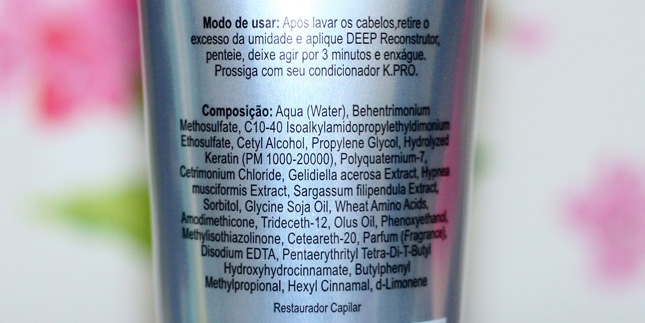 Modo de usar: Após lavar os cabelos,retire o
excesso da umidade e aplique DEEP Reconstrutor,
penteie, deixe agir por 3 minutos e enxágue.
Prossiga com seu condicionador K.PRO.
Composição: Aqua (Water), Behentrimonium
Methosulfate, C10-40 Isoalkylamidopropylethyldimonium
Ethosulfate, Cetyl Alcohol, Propylene Glycol, Hydrolyzed
Keratin (PM 1000-20000), Polyquaternium-7,
Cetrimonium Chloride, Gelidiella acerosa Extract, Hypnea
musciformis Extract, Sargassum filipendula Extract,
Sorbitol, Glycine Soja Oil, Wheat Amino Acids,
Amodimethicone, Trideceth-12, Olus Oil, Phenoxyethanol,
Methylisothiazolinone, Ceteareth-20, Parfum (Fragrance),
Disodium EDTA, Pentaerythrityl Tetra-Di-T-Butyl
Hydroxyhydrocinnamate, Butylphenyl
Methylpropional, Hexyl Cinnamal, d-Limonene
Restaurador Capilar